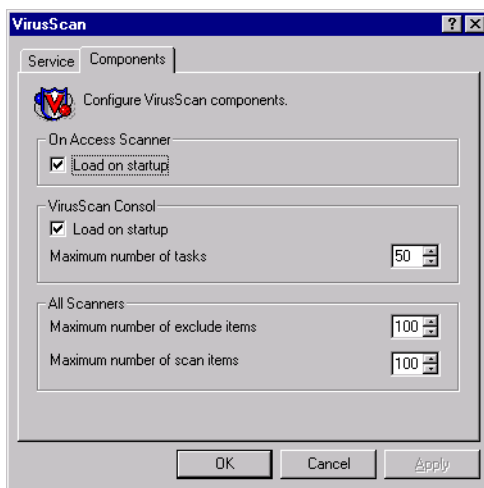 VirusScan
Service Components
Configure VirusScan components.
On Access Scanner
Load on startup
VirusScan Consol
Load on startup
Maximum number of tasks 50
All Scanners
Maximum number of exclude items 100
Maximum number of scan items 100
OK Cancel Apply